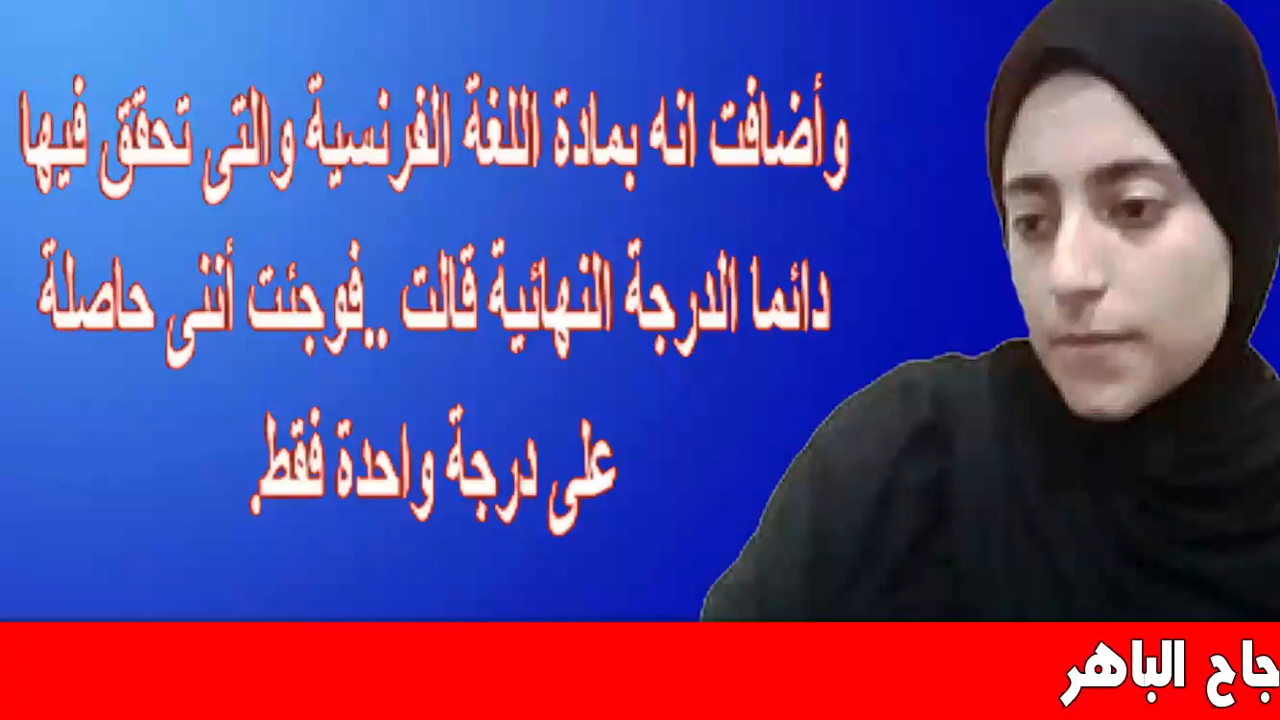 وأضافت انه بمادة اللغة الفرنسية والتى تحقق فيها
دائما الدرجة النهائية قالت ..فوجئت أننى حاصلة
على درجة واحدة فقط.
جاح الباهر